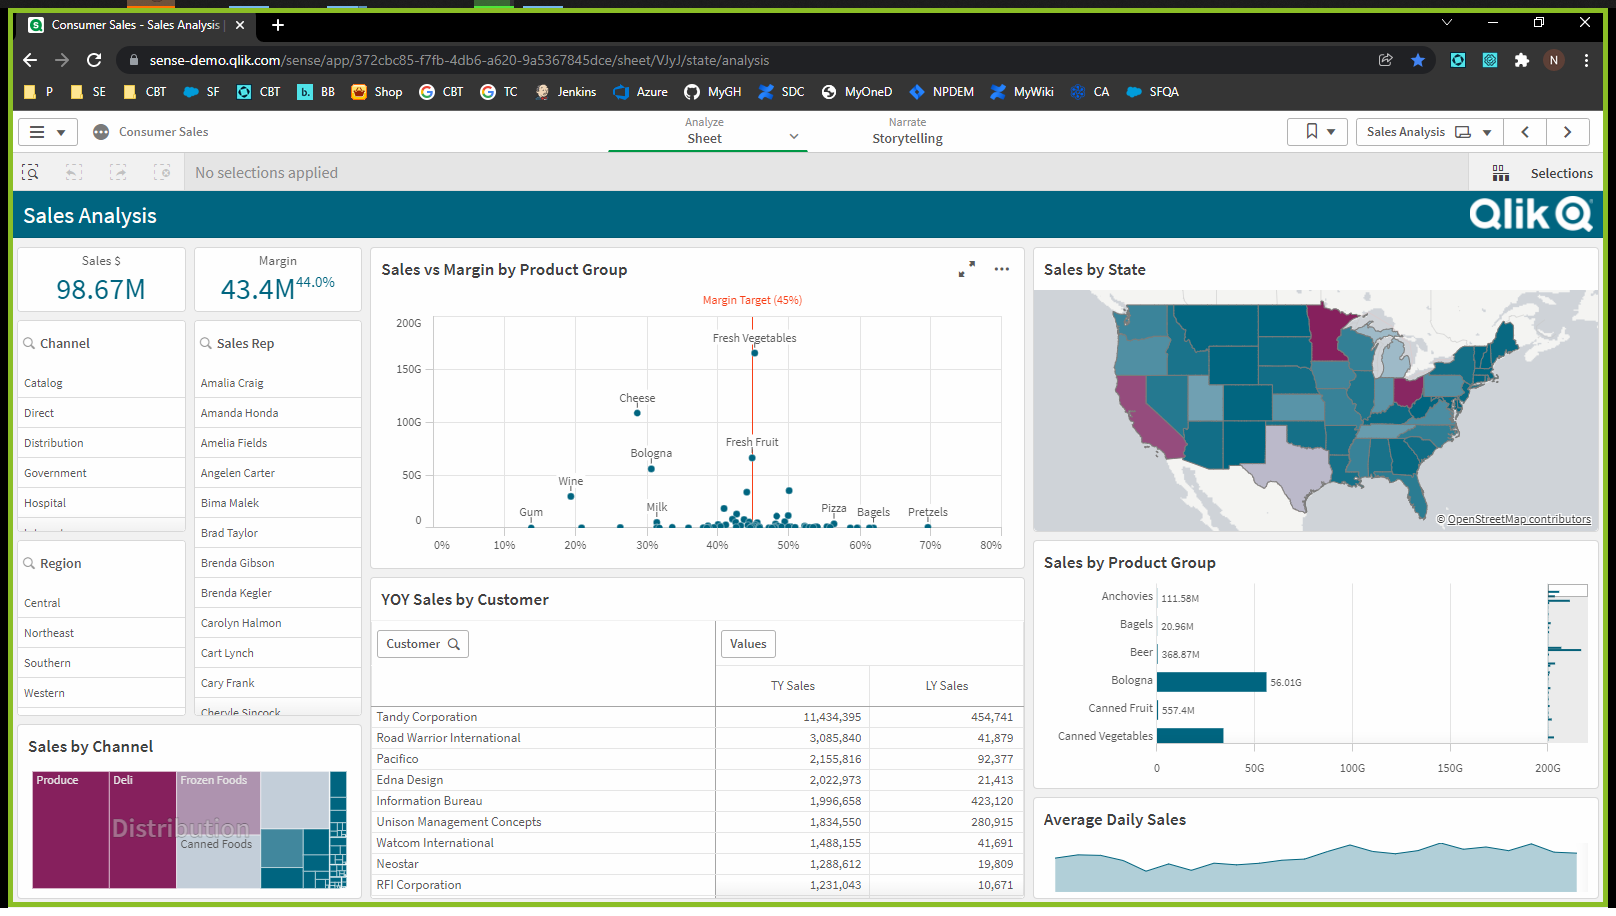 Consumer Sales - Sales Analysis
sense-demo.qlik.com/sense/app/372cbc85-f7fb-4db6-a620-9a5367845dce/sheet/VJyJ/state/analysis
N
P SE CBT SF CBT b. BB Shop CBT TC Jenkins Azure MyGH SDC MyOneD NPDEM MyWiki CA SFQA
Consumer Sales
Analyze
Sheet
Narrate
Storytelling
Sales Analysis
No selections applied
Selections
Sales Analysis
Qlik
Sales $
98.67M
Margin
43.4M 44.0%
Channel
Catalog
Direct
Distribution
Government
Hospital
Region
Central
Northeast
Southern
Western
Sales Rep
Amalia Craig
Amanda Honda
Amelia Fields
Angelen Carter
Bima Malek
Brad Taylor
Brenda Gibson
Brenda Kegler
Carolyn Halmon
Cart Lynch
Cary Frank
Cheryle Sincock
Sales by Channel
Produce
Deli
Frozen Foods
Distribution
Canned Foods
Sales vs Margin by Product Group
Margin Target (45%)
200G
150G
100G
50G
0
Fresh Vegetables
Cheese
Fresh Fruit
Bologna
Wine
Gum
Milk
Pizza
Bagels
Pretzels
0% 10% 20% 30% 40% 50% 60% 70% 80%
YOY Sales by Customer
Customer
Values
TY Sales LY Sales
Tandy Corporation 11,434,395 454,741
Road Warrior International 3,085,840 41,879
Pacifico 2,155,816 92,377
Edna Design 2,022,973 21,413
Information Bureau 1,996,658 423,120
Unison Management Concepts 1,834,550 280,915
Watcom International 1,488,155 41,691
Neostar 1,288,612 19,809
RFI Corporation 1,231,043 10,671
Sales by State
© OpenStreetMap contributors
Sales by Product Group
Anchovies 111.58M
Bagels 20.96M
Beer 368.87M
Bologna 56.01G
Canned Fruit 557.4M
Canned Vegetables
0 50G 100G 150G 200G
Average Daily Sales